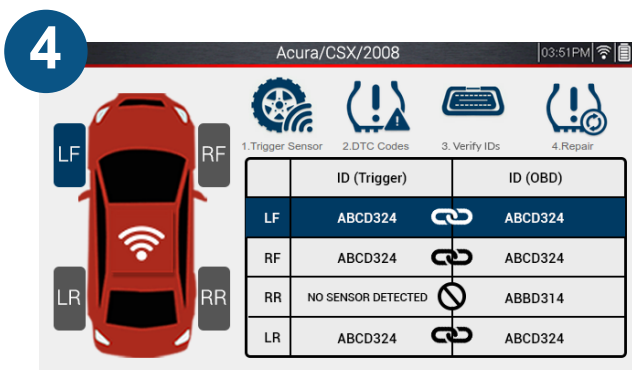 4
Acura/CSX/2008
03:51PM
LF
RF
LR
RR
1.Trigger Sensor
2.DTC Codes
3. Verify IDs
4.Repair
ID (Trigger)
ID (OBD)
LF ABCD324 ABCD324
RF ABCD324 ABCD324
RR NO SENSOR DETECTED ABBD314
LR ABCD324 ABCD324